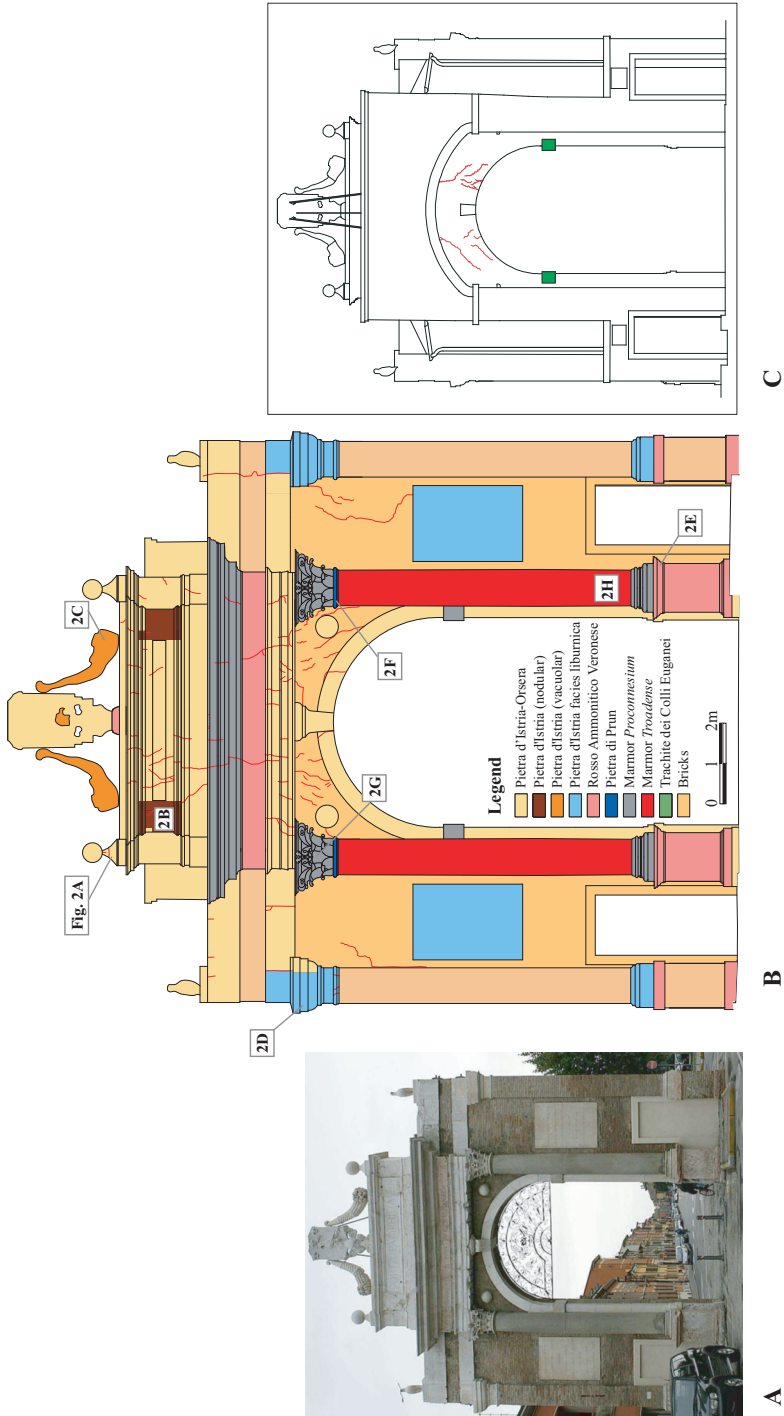 A
B
C
Fig. 2A
2B
2C
2D
2E
2F
2G
2H
Legend
Pietra d'Istria-Orsera
Pietra d'Istria (nodular)
Pietra d'Istria (vacuolar)
Pietra d'Istria facies liburnica
Rosso Ammonitico Veronese
Pietra di Prun
Marmor Proconnesium
Marmor Troadense
Trachite dei Colli Euganei
Bricks
0 1 2m